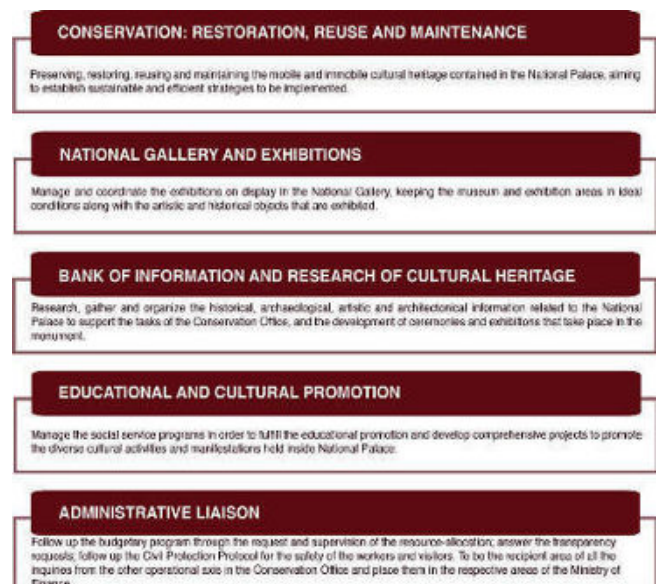 CONSERVATION: RESTORATION, REUSE AND MAINTENANCE
Preserving, restoring, reusing and maintaining the mobile and immobile cultural heritage contained in the National Palace, aiming
to establish sustainable and efficient strategies to be implemented.
NATIONAL GALLERY AND EXHIBITIONS
Manage and coordinate the exhibitions on display in the National Gallery, keeping the museum and exhibition areas in ideal
conditions along with the artistic and historical objects that are exhibited.
BANK OF INFORMATION AND RESEARCH OF CULTURAL HERITAGE
Research, gather and organize the historical, archaeological, artistic and architectonical information related to the National
Palace to support the tasks of the Conservation Office, and the development of ceremonies and exhibitions that take place in the
monument.
EDUCATIONAL AND CULTURAL PROMOTION
Manage the social service programs in order to fulfill the educational promotion and develop comprehensive projects to promote
the diverse cultural activities and manifestations held inside National Palace.
ADMINISTRATIVE LIAISON
Follow up the budgetary program through the request and supervision of the resource-allocation; answer the transparency
requests; follow up the Civil Protection Protocol for the safety of the workers and visitors. To be the recipient area of all the
inquiries from the other operational axis in the Conservation Office and place them in the respective areas of the Ministry of
Finance.